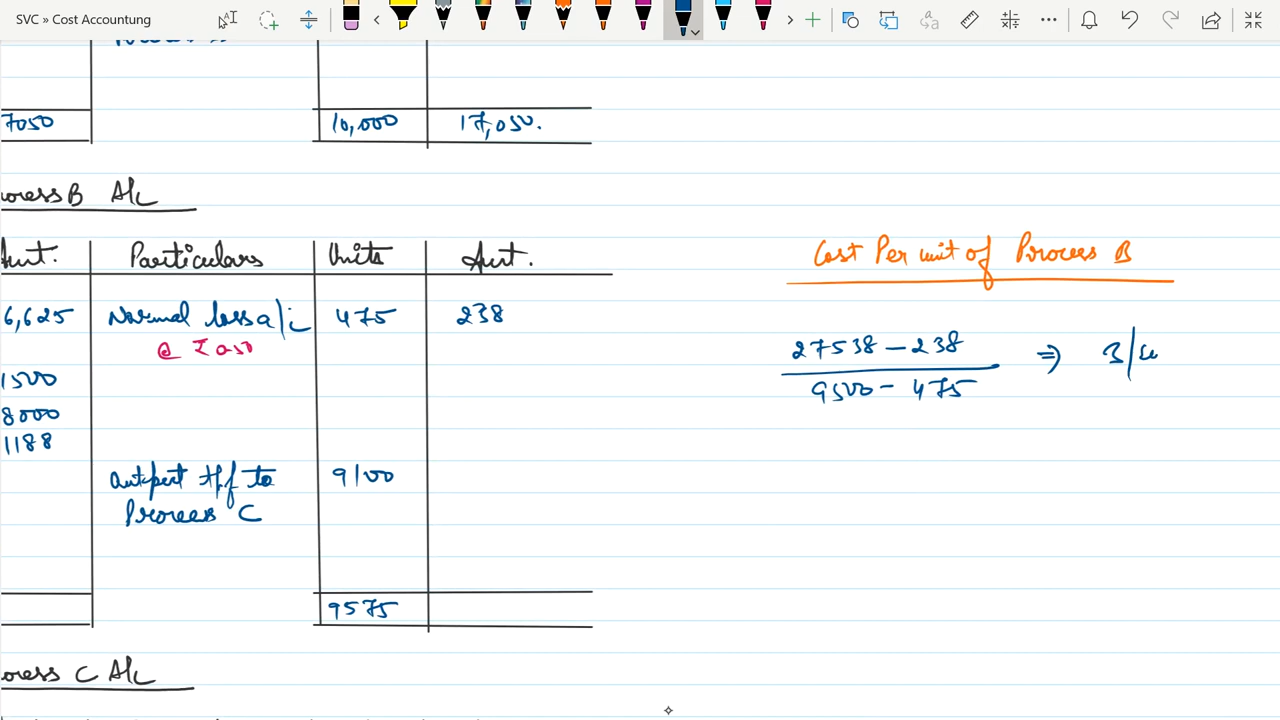 SVC » Cost Accountung
7050 10,000 17,050.
rocess B A/c
Amt. Particulars Units Amt.
Cost Per unit of Process B
6,625 Normal loss a/c 475 238
@ ₹ 0.50
27538 - 238 ⇒ 3/u
9500 - 475
1500
8000
1188
Output t/f to 9100
Process C
9575
rocess C A/c